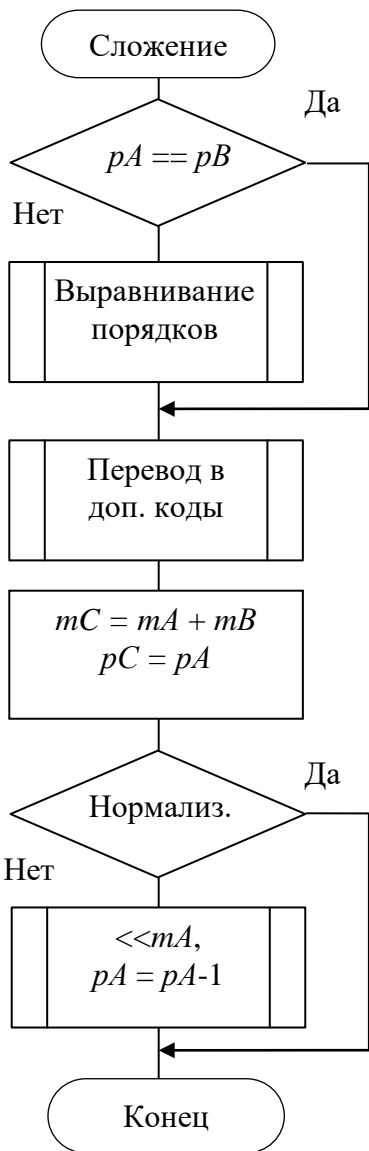 Сложение
Да
pA == pB
Нет
Выравнивание
порядков
Перевод в
доп. коды
mC = mA + mB
pC = pA
Да
Нормализ.
Нет
<<mA,
pA = pA-1
Конец